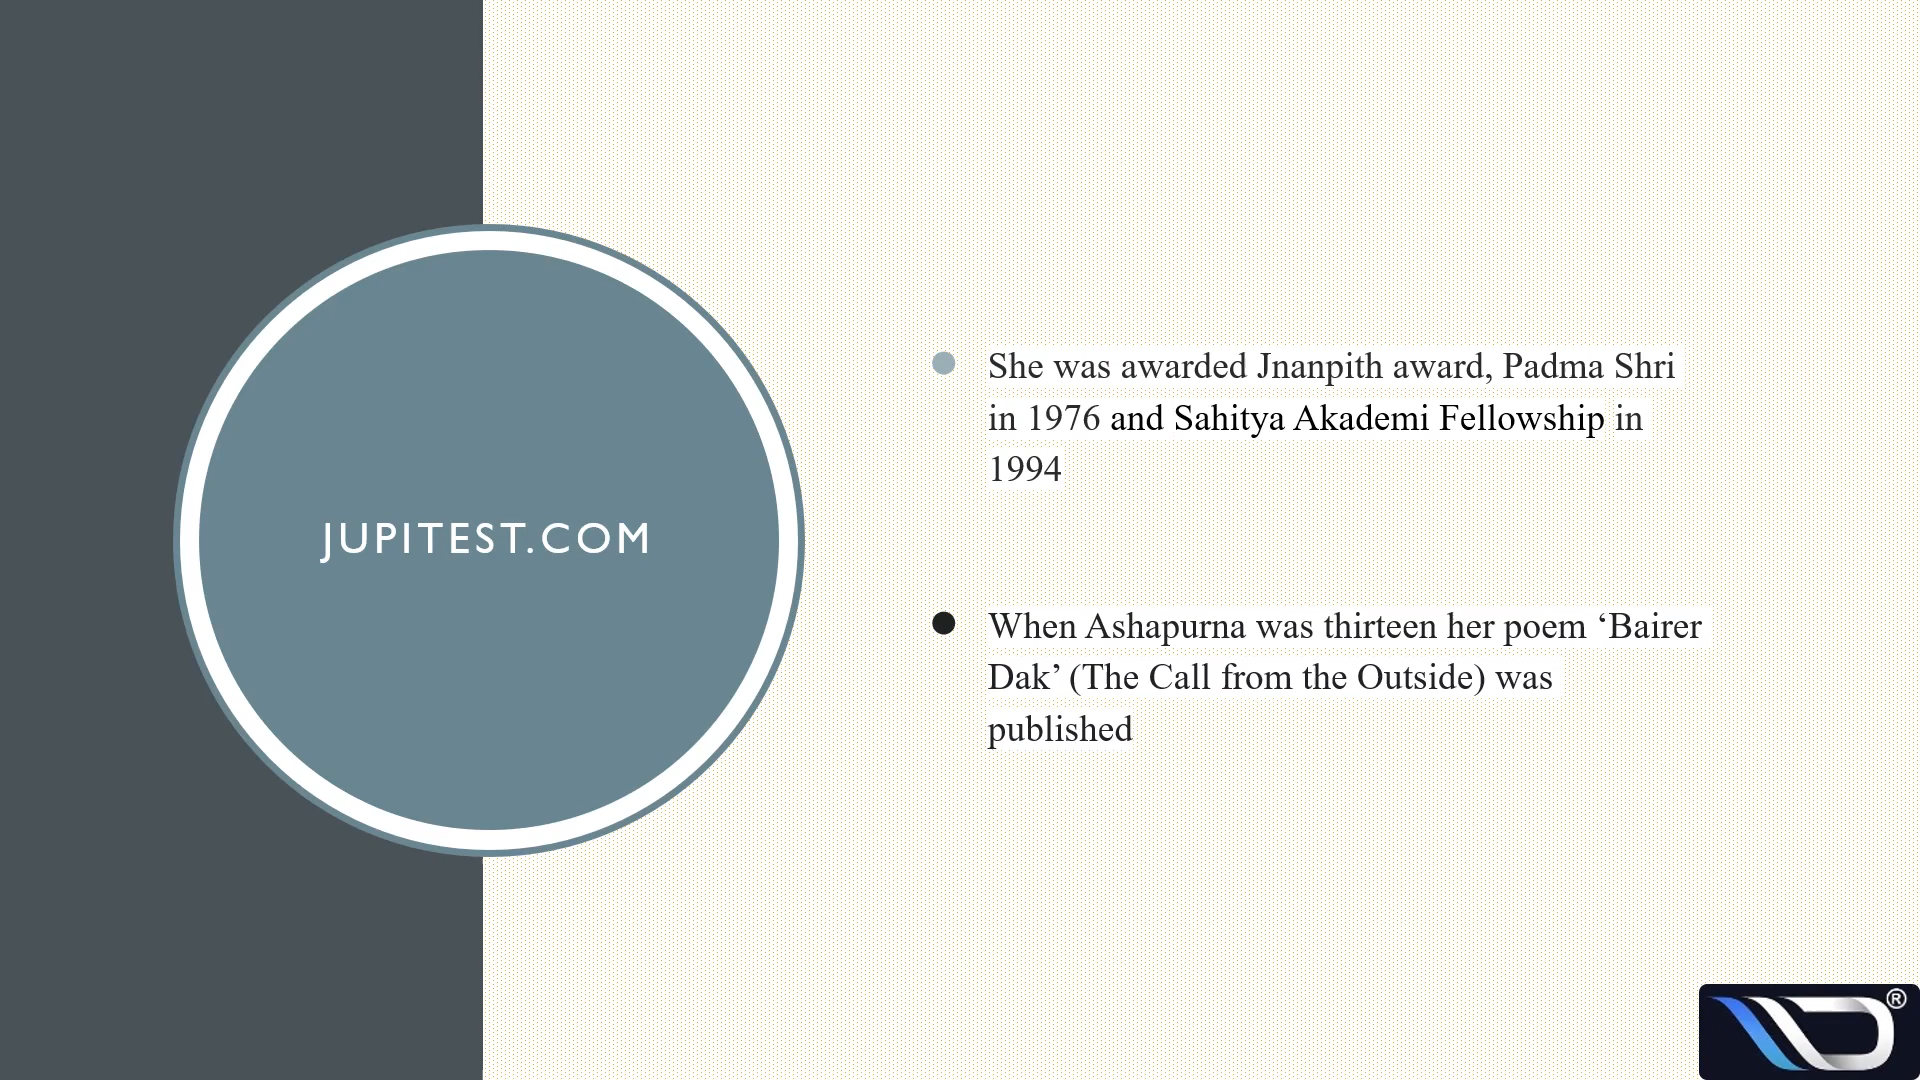 JUPITEST.COM
She was awarded Jnanpith award, Padma Shri
in 1976 and Sahitya Akademi Fellowship in
1994
When Ashapurna was thirteen her poem ‘Bairer
Dak’ (The Call from the Outside) was
published
®